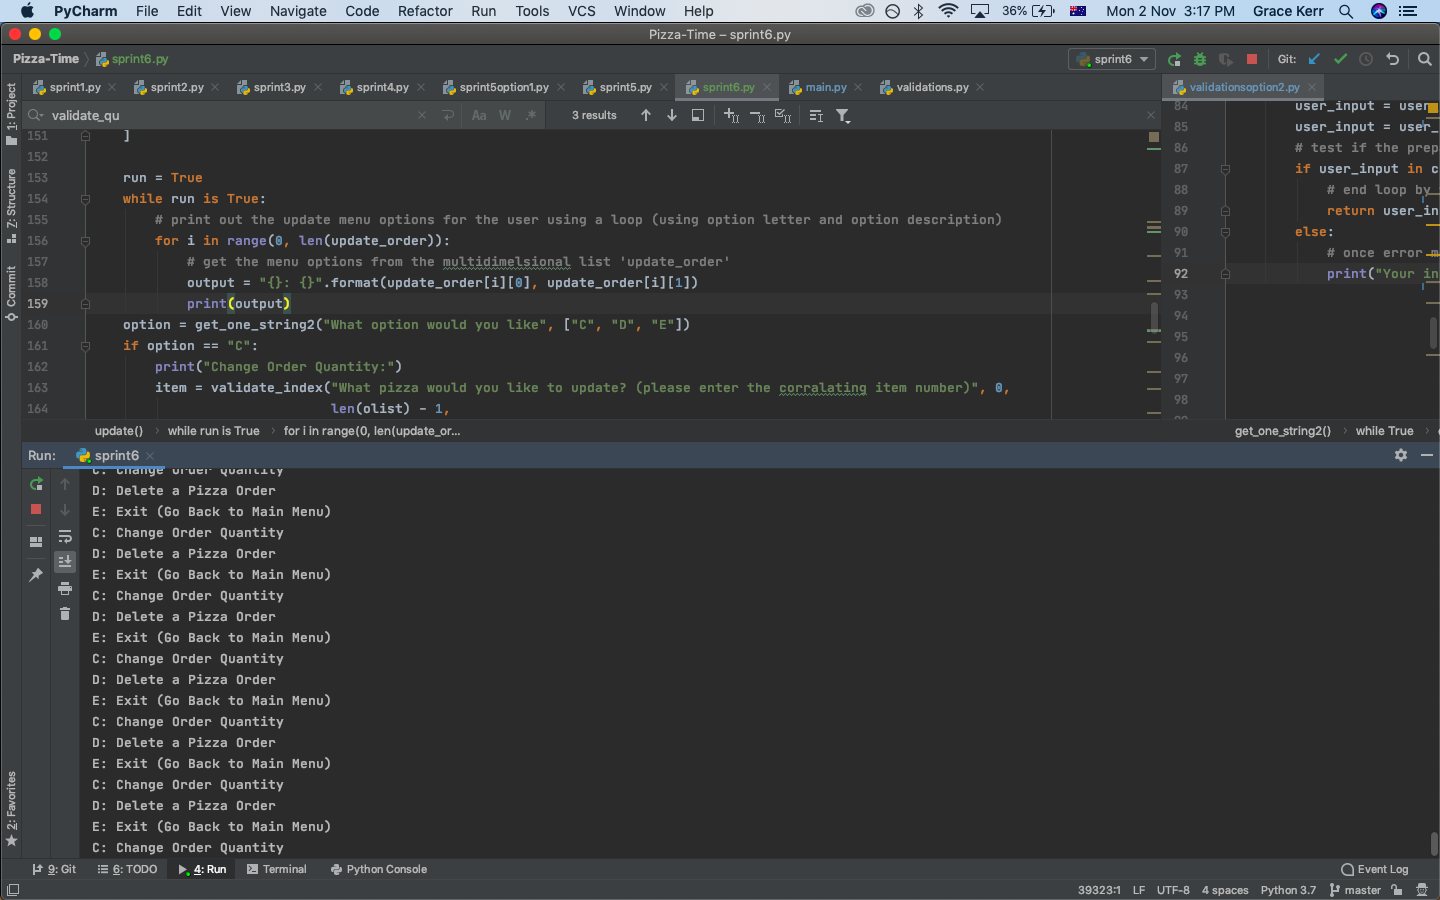 PyCharm File Edit View Navigate Code Refactor Run Tools VCS Window Help 36% Mon 2 Nov 3:17 PM Grace Kerr
Pizza-Time – sprint6.py
Pizza-Time sprint6.py sprint6 Git:
sprint1.py sprint2.py sprint3.py sprint4.py sprint5option1.py sprint5.py sprint6.py main.py validations.py validationsoption2.py
validate_qu Aa W .* 3 results
1: Project
Z: Structure
Commit
2: Favorites
151 ]
152
153 run = True
154 while run is True:
155 # print out the update menu options for the user using a loop (using option letter and option description)
156 for i in range(0, len(update_order)):
157 # get the menu options from the multidimelsional list 'update_order'
158 output = "{}: {}".format(update_order[i][0], update_order[i][1])
159 print(output)
160 option = get_one_string2("What option would you like", ["C", "D", "E"])
161 if option == "C":
162 print("Change Order Quantity:")
163 item = validate_index("What pizza would you like to update? (please enter the corralating item number)", 0,
164 len(olist) - 1,
84 user_input = user
85 user_input = user_
86 # test if the prep
87 if user_input in c
88 # end loop by
89 return user_in
90 else:
91 # once error m
92 print("Your in
93
94
95
96
97
98
update() while run is True for i in range(0, len(update_or...
get_one_string2() while True
Run: sprint6
C: Change Order Quantity
D: Delete a Pizza Order
E: Exit (Go Back to Main Menu)
C: Change Order Quantity
D: Delete a Pizza Order
E: Exit (Go Back to Main Menu)
C: Change Order Quantity
D: Delete a Pizza Order
E: Exit (Go Back to Main Menu)
C: Change Order Quantity
D: Delete a Pizza Order
E: Exit (Go Back to Main Menu)
C: Change Order Quantity
D: Delete a Pizza Order
E: Exit (Go Back to Main Menu)
C: Change Order Quantity
D: Delete a Pizza Order
E: Exit (Go Back to Main Menu)
C: Change Order Quantity
9: Git 6: TODO 4: Run Terminal Python Console Event Log
39323:1 LF UTF-8 4 spaces Python 3.7 master